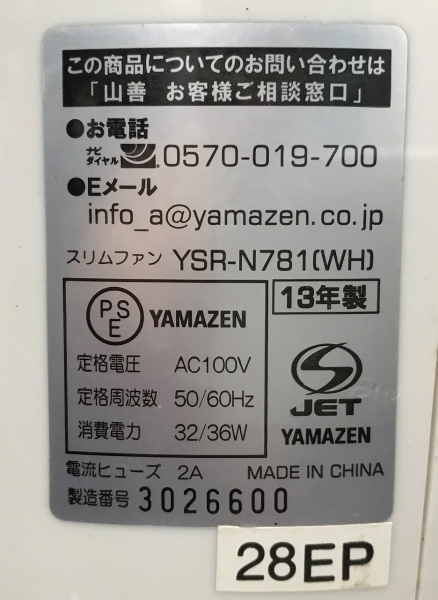 この商品についてのお問い合わせは
「山善 お客様ご相談窓口」
●お電話
ナビダイヤル 0570-019-700
●Eメール
info_a@yamazen.co.jp
スリムファン YSR-N781(WH)
13年製
PSE YAMAZEN
定格電圧 AC100V
定格周波数 50/60Hz
消費電力 32/36W
S JET
YAMAZEN
電流ヒューズ 2A MADE IN CHINA
製造番号 3026600
28EP